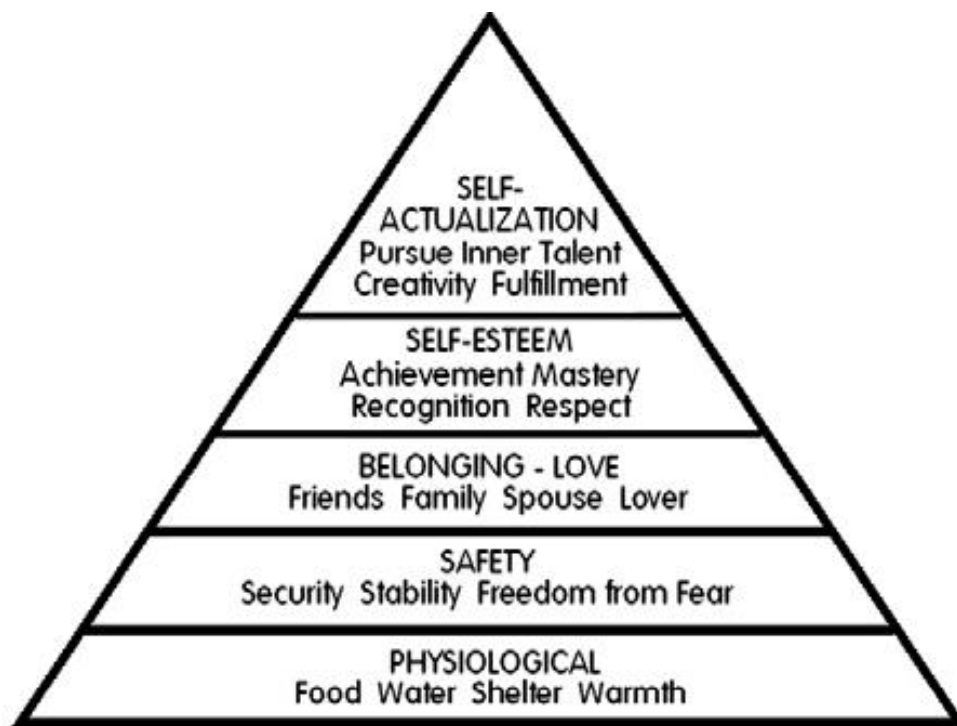 SELF-
ACTUALIZATION
Pursue Inner Talent
Creativity Fulfillment
SELF-ESTEEM
Achievement Mastery
Recognition Respect
BELONGING - LOVE
Friends Family Spouse Lover
SAFETY
Security Stability Freedom from Fear
PHYSIOLOGICAL
Food Water Shelter Warmth